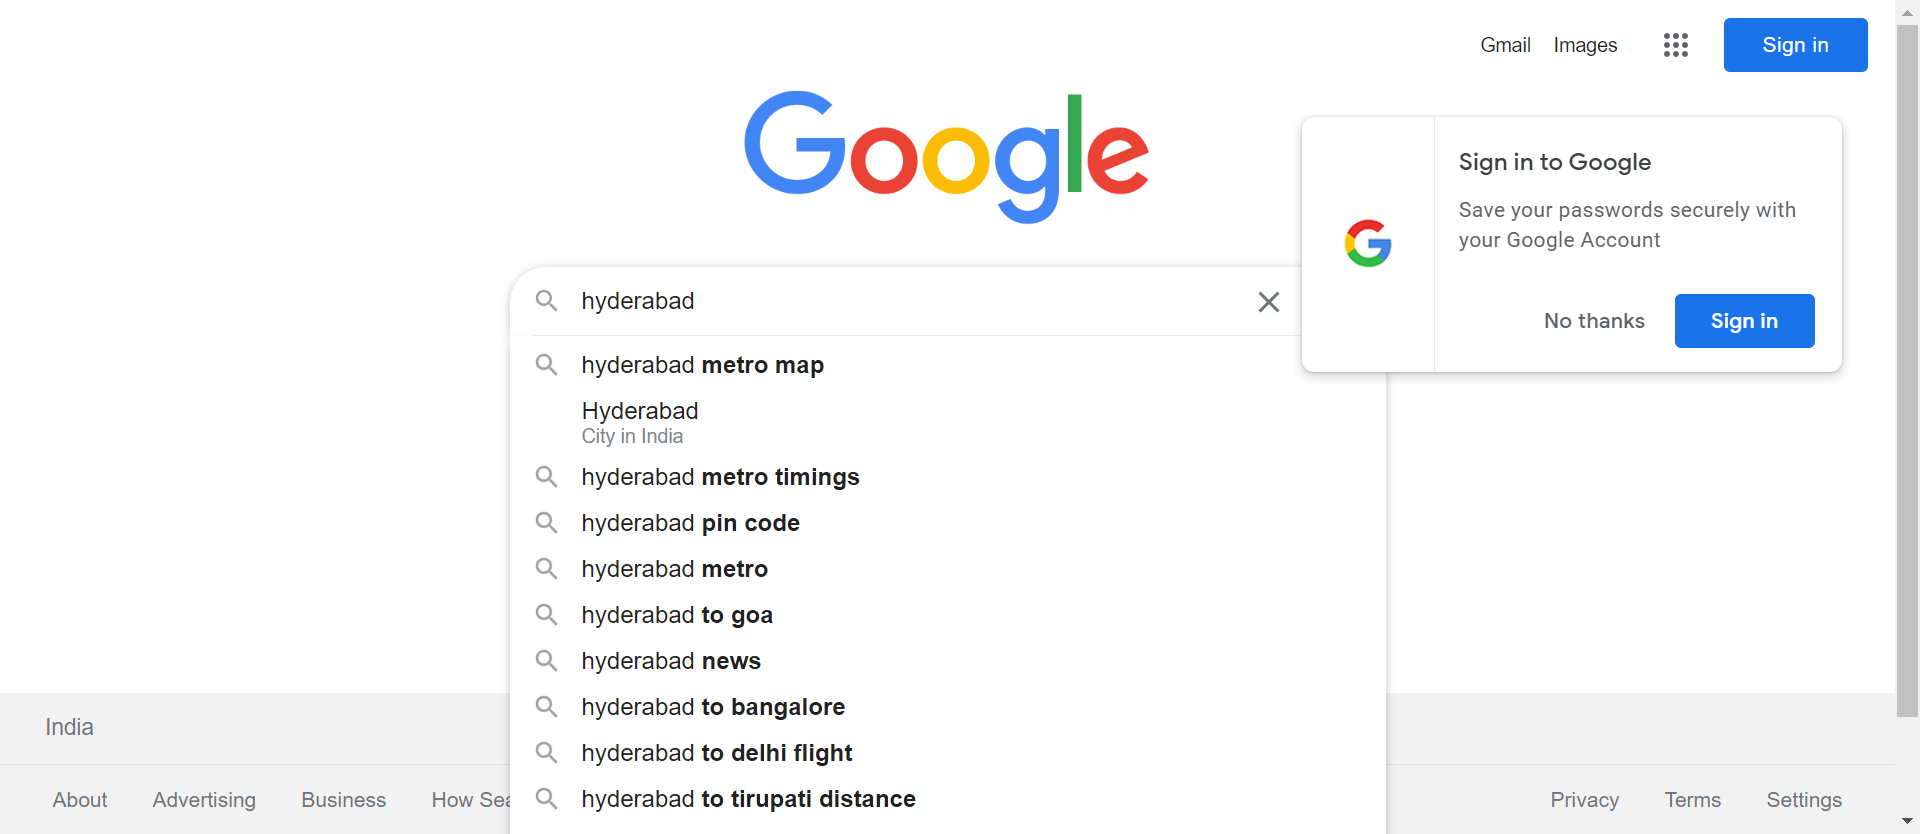 Gmail Images Sign in
Google
Sign in to Google
Save your passwords securely with
your Google Account
No thanks Sign in
hyderabad
hyderabad metro map
Hyderabad
City in India
hyderabad metro timings
hyderabad pin code
hyderabad metro
hyderabad to goa
hyderabad news
hyderabad to bangalore
hyderabad to delhi flight
hyderabad to tirupati distance
India
About Advertising Business How Sea
Privacy Terms Settings